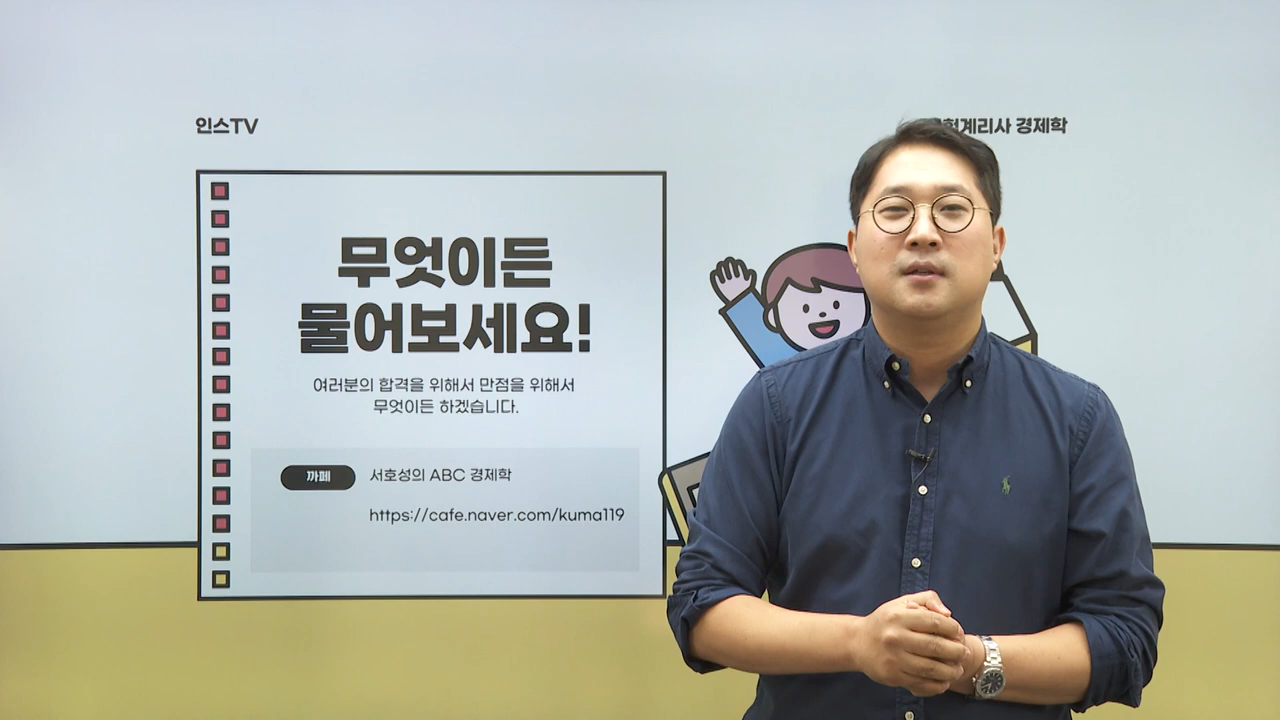 인스TV
계리사 경제학
무엇이든
물어보세요!
여러분의 합격을 위해서 만점을 위해서
무엇이든 하겠습니다.
까페
서호성의 ABC 경제학
https://cafe.naver.com/kuma119